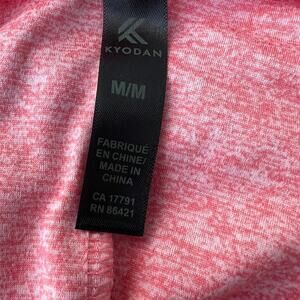 KYODAN
M/M
FABRIQUÉ
EN CHINE/
MADE IN
CHINA
CA 17791
RN 86421